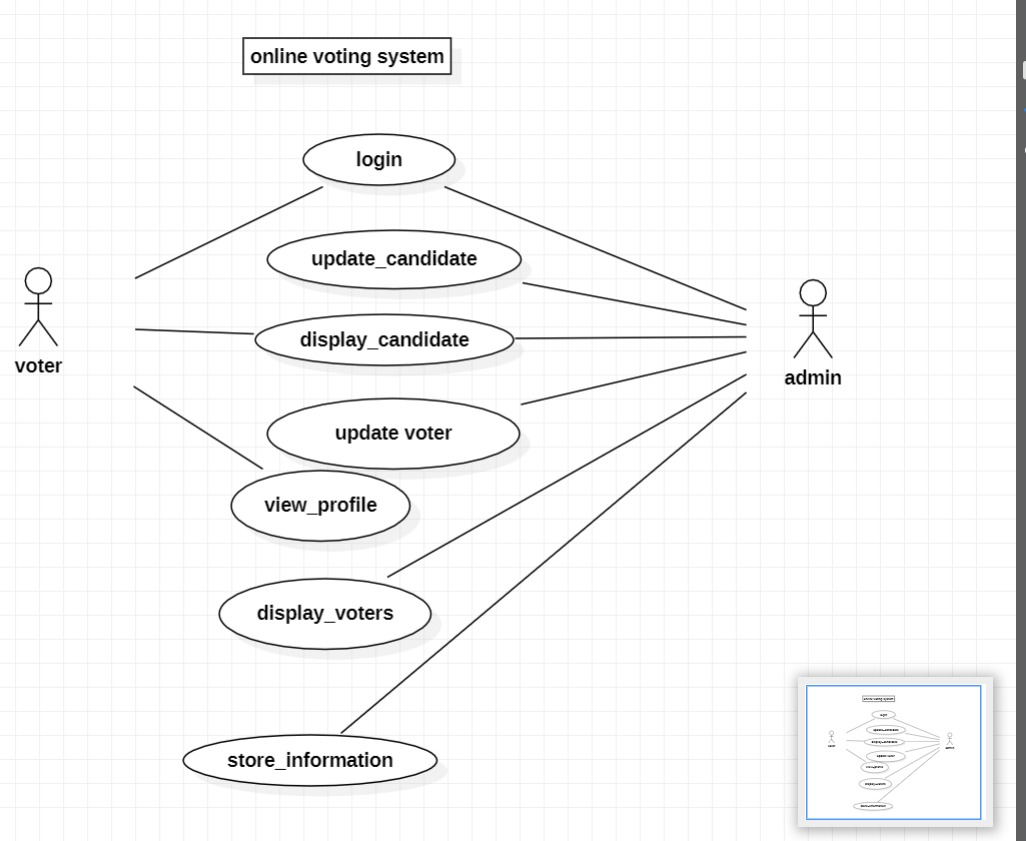 online voting system
login
update_candidate
display_candidate
voter
admin
update voter
view_profile
display_voters
store_information